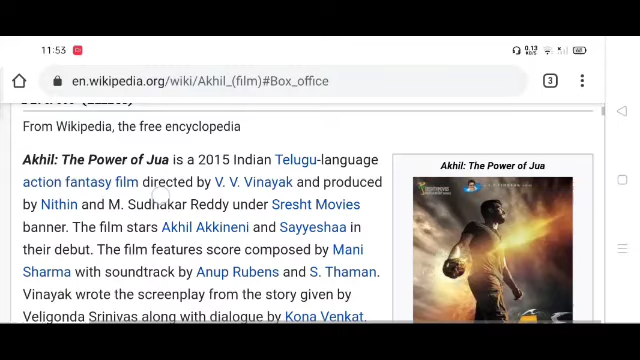 11:53
0.13
KB/S
en.wikipedia.org/wiki/Akhil_(film)#Box_office
3
From Wikipedia, the free encyclopedia
Akhil: The Power of Jua is a 2015 Indian Telugu-language
action fantasy film directed by V. V. Vinayak and produced
by Nithin and M. Sudhakar Reddy under Sresht Movies
banner. The film stars Akhil Akkineni and Sayyeshaa in
their debut. The film features score composed by Mani
Sharma with soundtrack by Anup Rubens and S. Thaman.
Vinayak wrote the screenplay from the story given by
Veligonda Srinivas along with dialogue by Kona Venkat.
Akhil: The Power of Jua